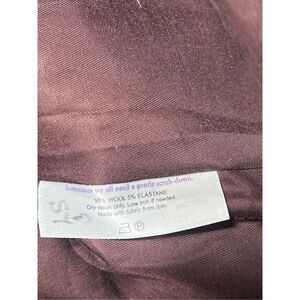 Sometimes we all need a gentle scrub-down.
95% WOOL 5% ELASTANE
Dry clean only. Low iron if needed.
Made with fabric from Italy.
P